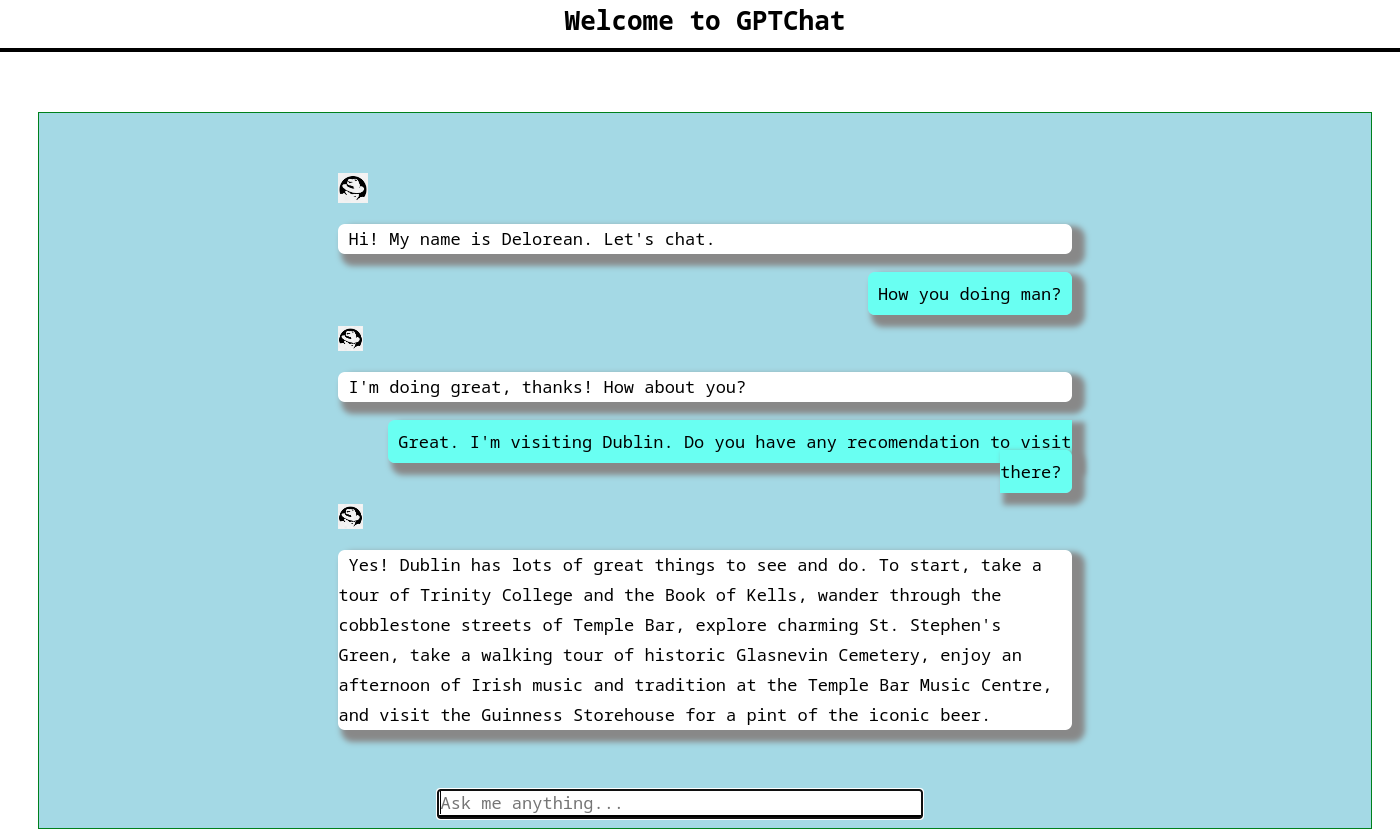 Welcome to GPTChat
Hi! My name is Delorean. Let's chat.
How you doing man?
I'm doing great, thanks! How about you?
Great. I'm visiting Dublin. Do you have any recomendation to visit
there?
Yes! Dublin has lots of great things to see and do. To start, take a
tour of Trinity College and the Book of Kells, wander through the
cobblestone streets of Temple Bar, explore charming St. Stephen's
Green, take a walking tour of historic Glasnevin Cemetery, enjoy an
afternoon of Irish music and tradition at the Temple Bar Music Centre,
and visit the Guinness Storehouse for a pint of the iconic beer.
Ask me anything...